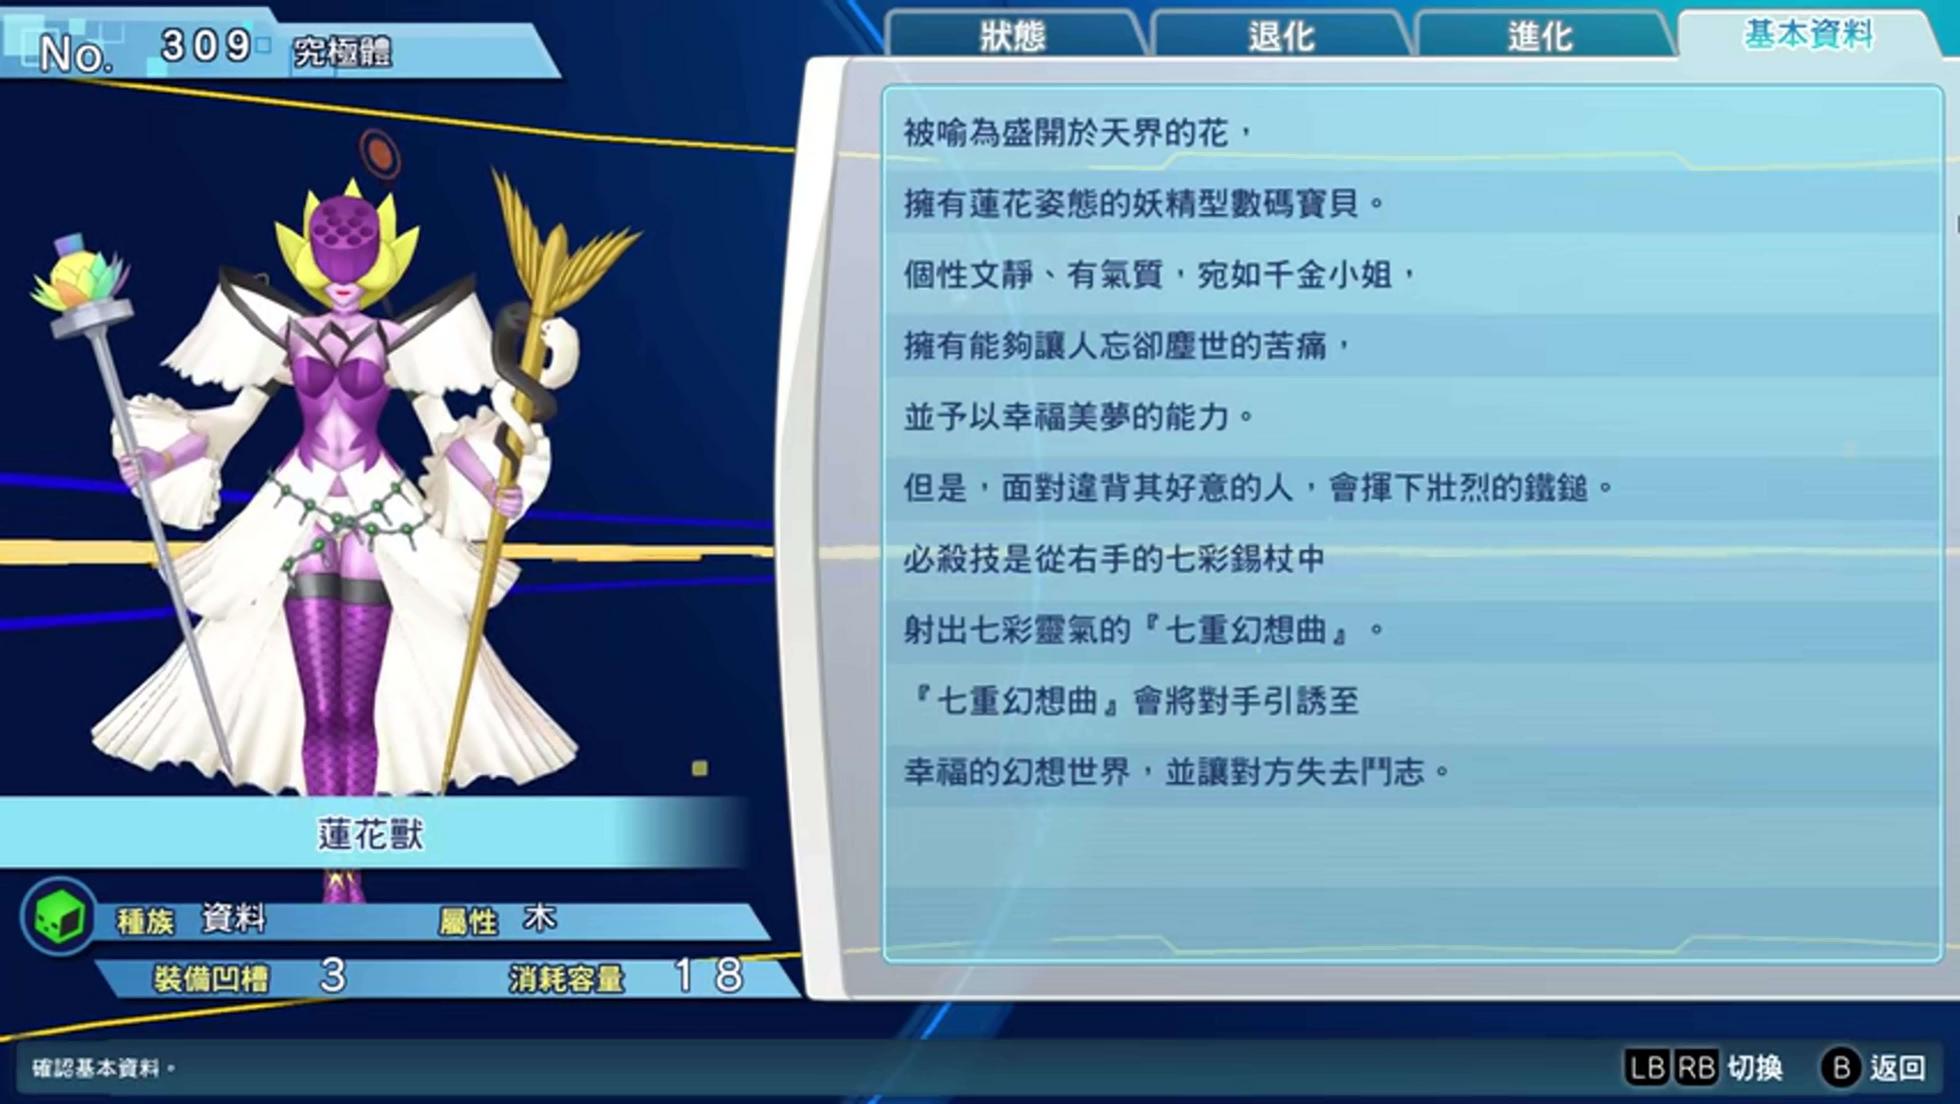 No. 309 究極體
狀態 退化 進化 基本資料
被喻為盛開於天界的花，
擁有蓮花姿態的妖精型數碼寶貝。
個性文靜、有氣質，宛如千金小姐，
擁有能夠讓人忘卻塵世的苦痛，
並予以幸福美夢的能力。
但是，面對違背其好意的人，會揮下壯烈的鐵鎚。
必殺技是從右手的七彩錫杖中
射出七彩靈氣的『七重幻想曲』。
『七重幻想曲』會將對手引誘至
幸福的幻想世界，並讓對方失去鬥志。
蓮花獸
種族 資料 屬性 木
裝備凹槽 3 消耗容量 18
確認基本資料。
LB RB 切換 B 返回